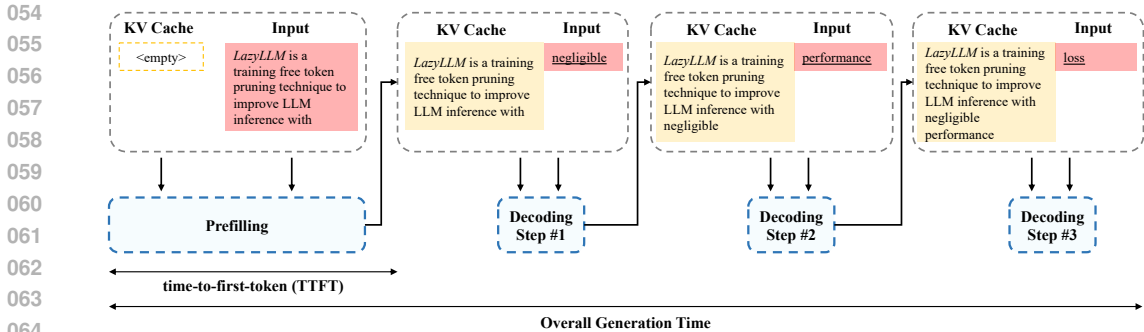 054
055
056
057
058
059
060
061
062
063
064
KV Cache
Input
<empty>
LazyLLM is a
training free token
pruning technique to
improve LLM
inference with
KV Cache
Input
LazyLLM is a training
free token pruning
technique to improve
LLM inference with
negligible
KV Cache
Input
LazyLLM is a training
free token pruning
technique to improve
LLM inference with
negligible
performance
KV Cache
Input
LazyLLM is a training
free token pruning
technique to improve
LLM inference with
negligible
performance
loss
Prefilling
Decoding
Step #1
Decoding
Step #2
Decoding
Step #3
time-to-first-token (TTFT)
Overall Generation Time